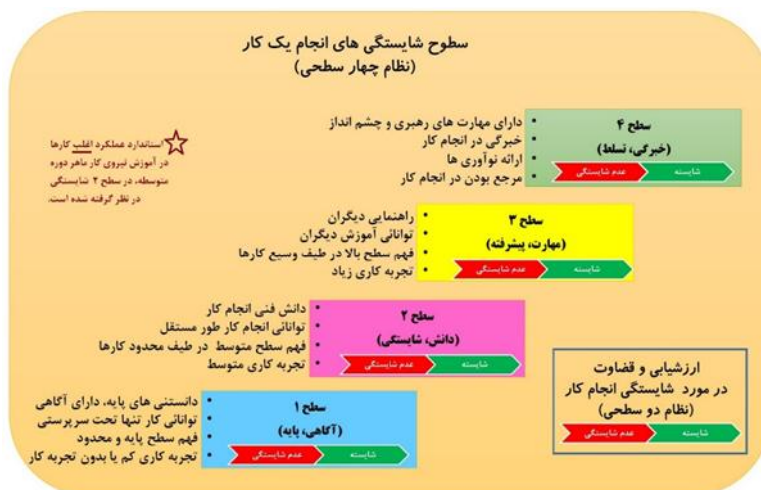 سطوح شایستگی های انجام یک کار
(نظام چهار سطحی)
استاندارد عملکرد اغلب کارها
در آموزش نیروی کار ماهر دوره
متوسطه، در سطح ۲ شایستگی
در نظر گرفته شده است.
سطح ۴
(خبرگی، تسلط)
شایسته
عدم شایستگی
• دارای مهارت های رهبری و چشم انداز
• خبرگی در انجام کار
• ارائه نوآوری ها
• مرجع بودن در انجام کار
سطح ۳
(مهارت، پیشرفته)
شایسته
عدم شایستگی
• راهنمایی دیگران
• توانائی آموزش دیگران
• فهم سطح بالا در طیف وسیع کارها
• تجربه کاری زیاد
سطح ۲
(دانش، شایستگی)
شایسته
عدم شایستگی
• دانش فنی انجام کار
• توانائی انجام کار طور مستقل
• فهم سطح متوسط در طیف محدود کارها
• تجربه کاری متوسط
سطح ۱
(آگاهی، پایه)
شایسته
عدم شایستگی
• دانستنی های پایه، دارای آگاهی
• توانائی کار تنها تحت سرپرستی
• فهم سطح پایه و محدود
• تجربه کاری کم یا بدون تجربه کار
ارزشیابی و قضاوت
در مورد شایستگی انجام کار
(نظام دو سطحی)
شایسته
عدم شایستگی